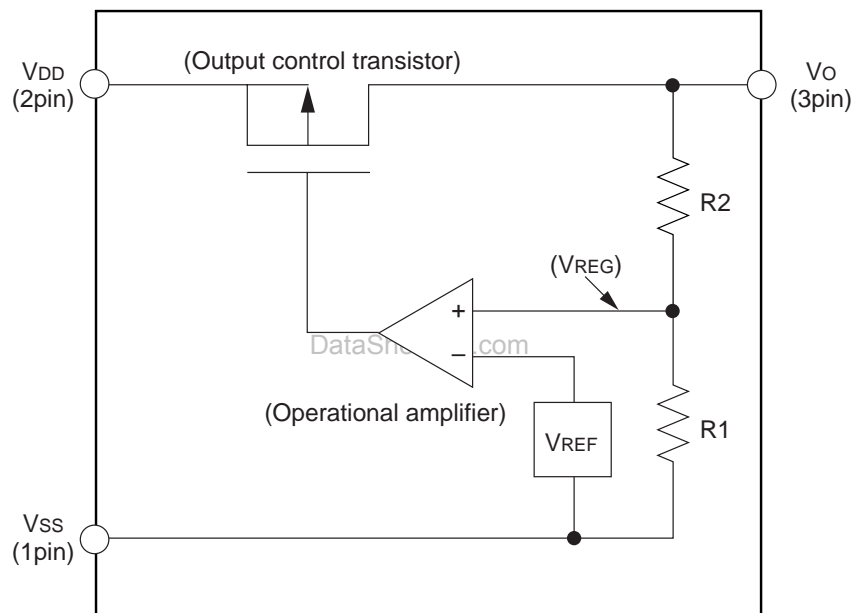 (Output control transistor)
VDD
(2pin)
VO
(3pin)
R2
(VREG)
+
−
(Operational amplifier)
VREF
R1
VSS
(1pin)